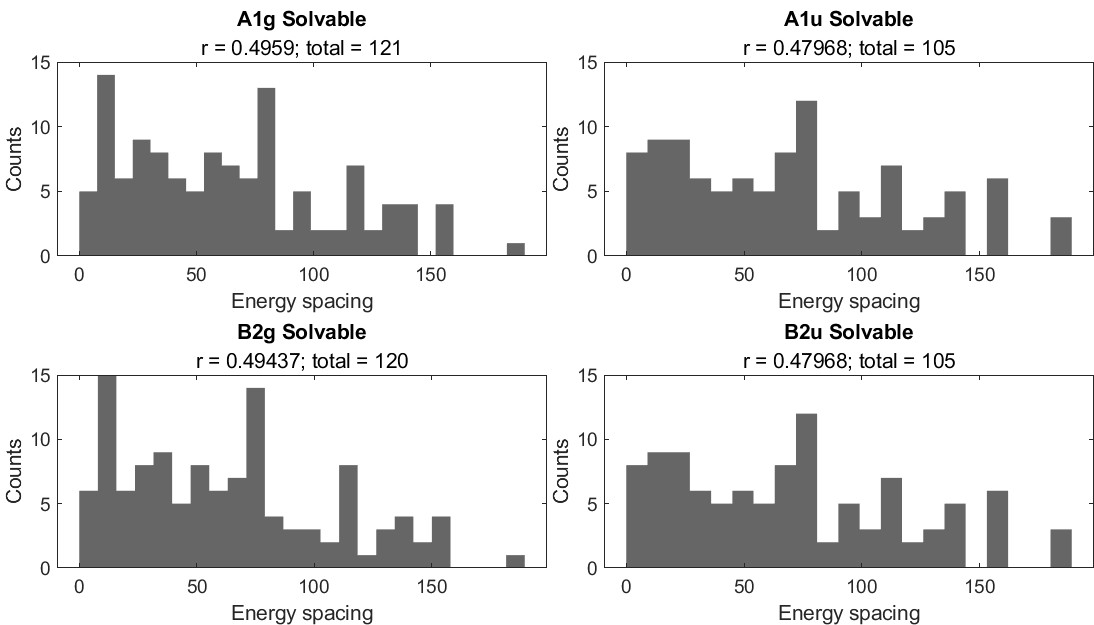 A1g Solvable
r = 0.4959; total = 121
15
10
5
0
Counts
0 50 100 150
Energy spacing
A1u Solvable
r = 0.47968; total = 105
15
10
5
0
Counts
0 50 100 150
Energy spacing
B2g Solvable
r = 0.49437; total = 120
15
10
5
0
Counts
0 50 100 150
Energy spacing
B2u Solvable
r = 0.47968; total = 105
15
10
5
0
Counts
0 50 100 150
Energy spacing